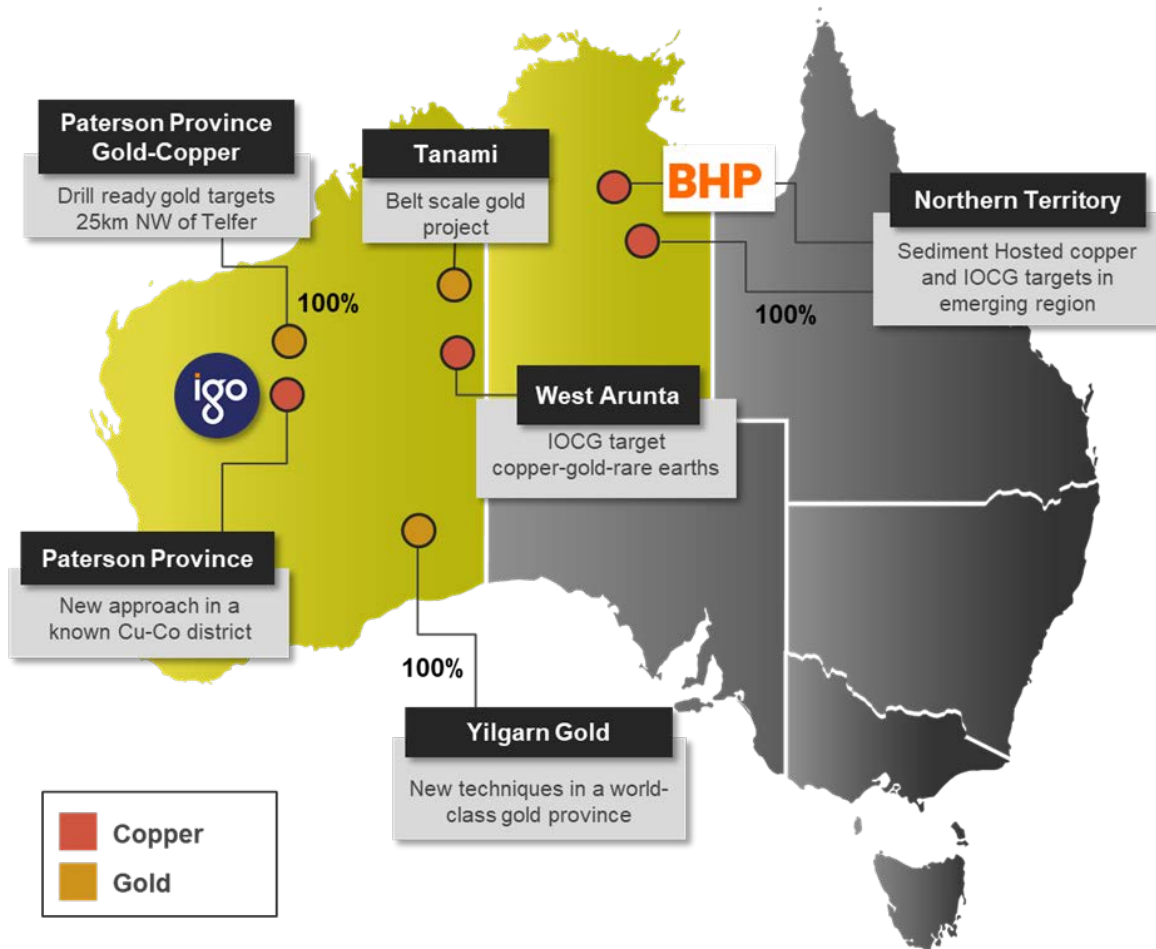 Paterson Province
Gold-Copper
Drill ready gold targets
25km NW of Telfer
100%
Tanami
Belt scale gold
project
BHP
Northern Territory
Sediment Hosted copper
and IOCG targets in
emerging region
100%
igo
West Arunta
IOCG target
copper-gold-rare earths
Paterson Province
New approach in a
known Cu-Co district
100%
Yilgarn Gold
New techniques in a world-
class gold province
Copper
Gold